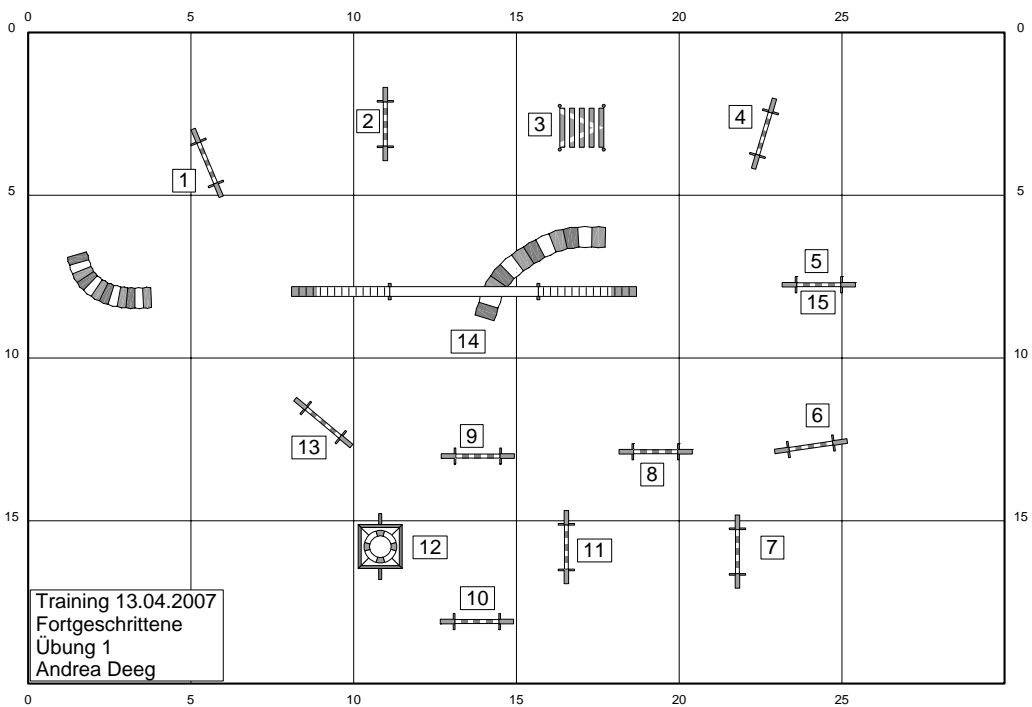 0 5 10 15 20 25
0 0
2 3 4
1
5 5
5
15
14
10 10
6
9
13 8
15 15
12 11 7
10
Training 13.04.2007
Fortgeschrittene
Übung 1
Andrea Deeg
0 5 10 15 20 25